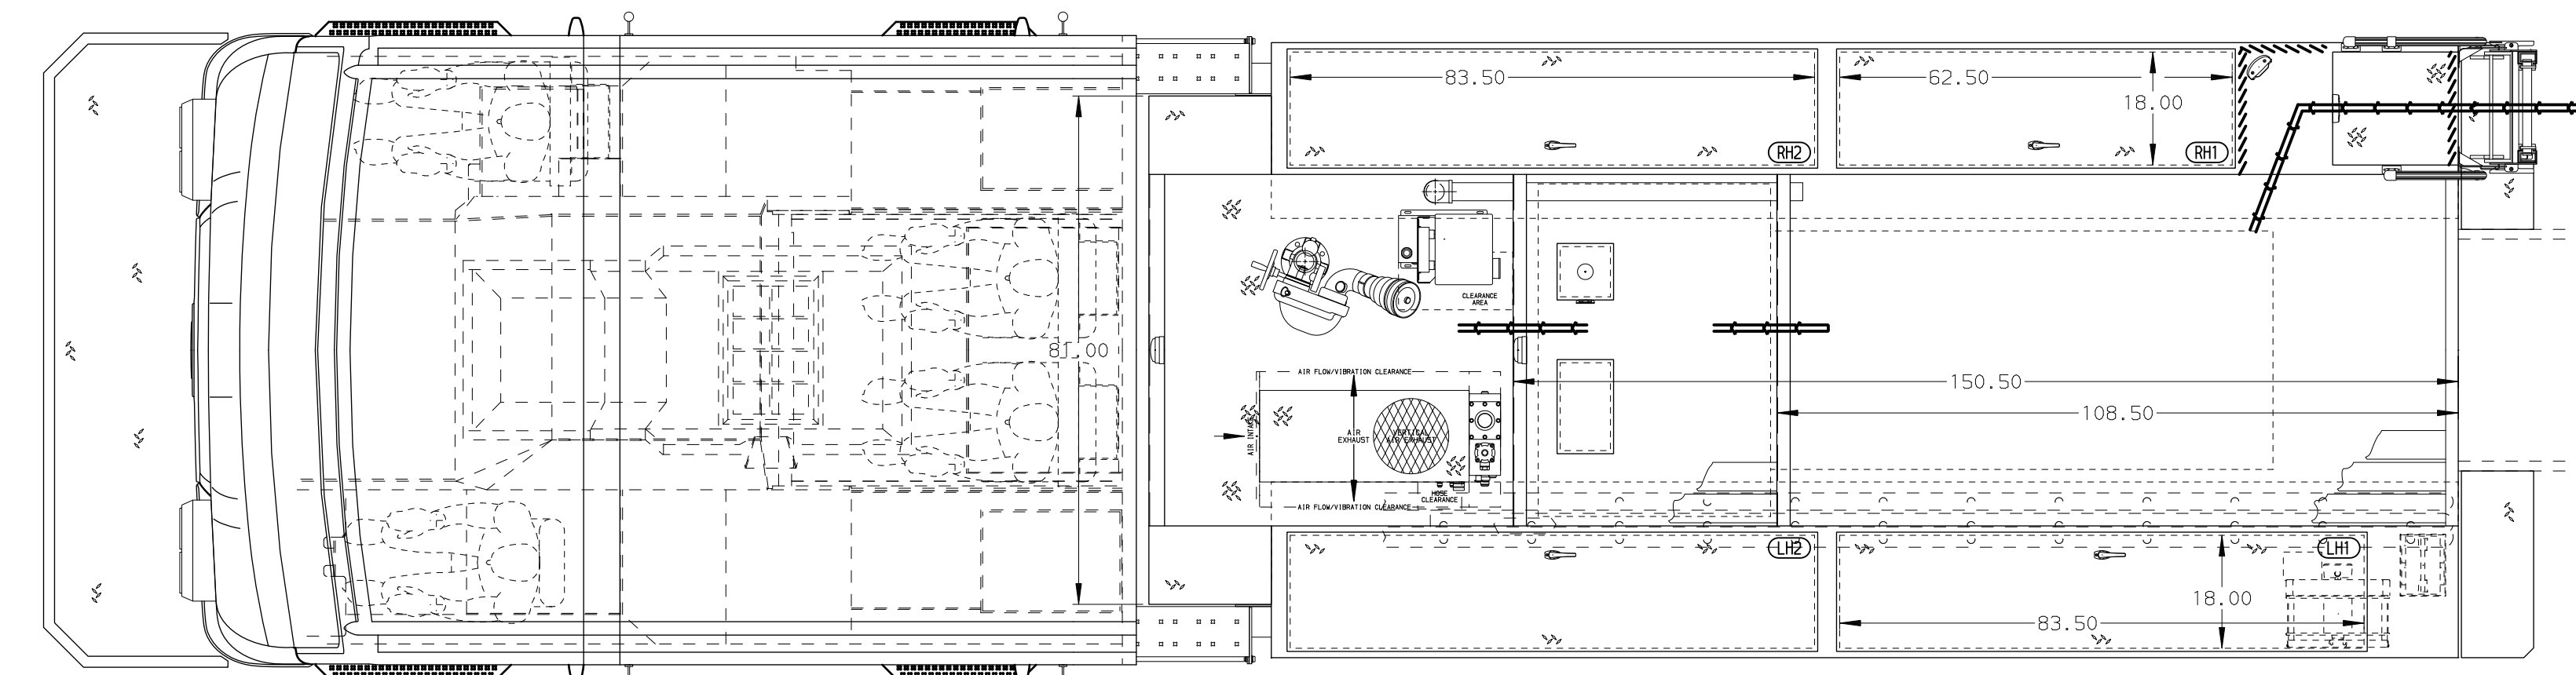 83.50
62.50
18.00
RH2
RH1
CLEARANCE
AREA
81.00
AIR FLOW/VIBRATION CLEARANCE
150.50
108.50
AIR INTAKE
AIR
EXHAUST
VERTICAL
AIR EXHAUST
HOSE
CLEARANCE
AIR FLOW/VIBRATION CLEARANCE
LH2
LH1
18.00
83.50